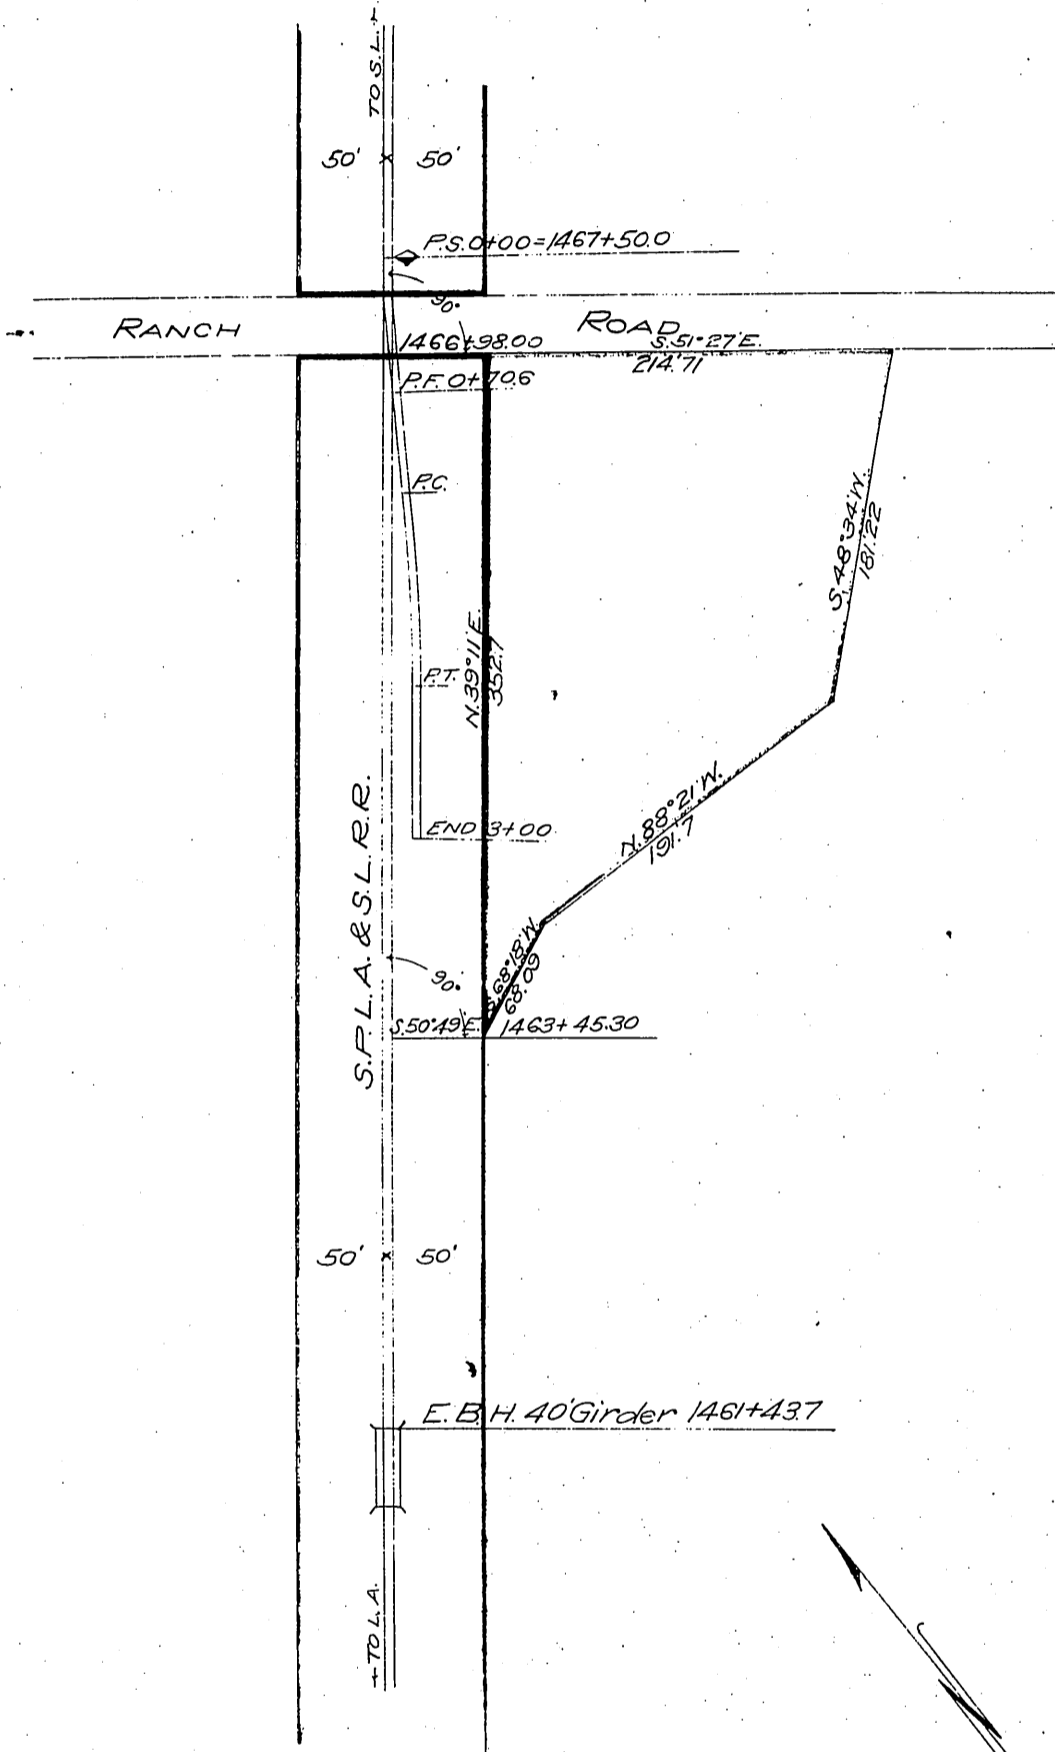 TO S.L.
50' 50'
P.S. 0+00=1467+50.0
90°
RANCH ROAD
1466+98.00
S.51°27'E.
214.71
P.F. 0+70.6
P.C.
S.48°34'W.
181.22
N.39°11'E.
352.7
P.T.
N.88°21'W.
191.7
S.P.L.A. & S.L.R.R.
END 3+00
S.68°18'W.
68.09
90°
S.50°49'E. 1463+45.30
50' 50'
E.B.H. 40' Girder 1461+43.7
TO L.A.